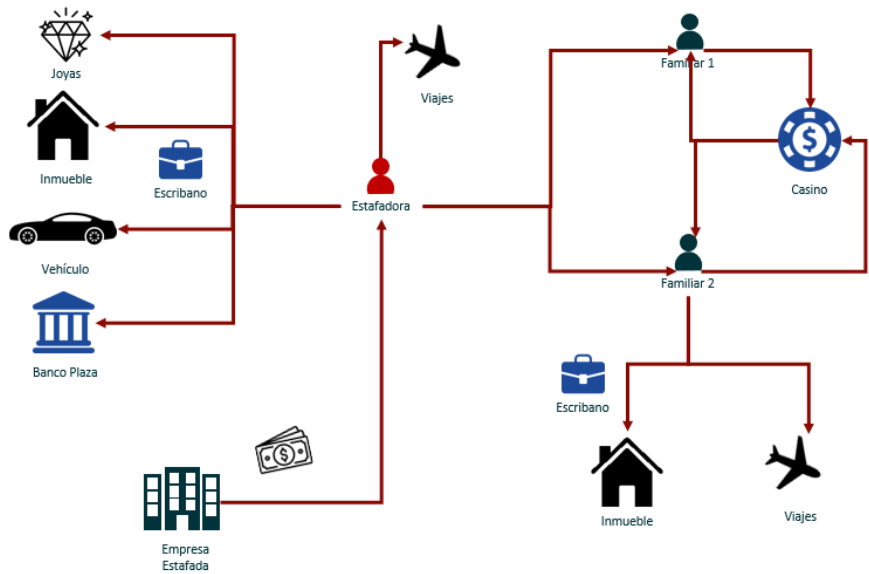 Joyas
Viajes
Familiar 1
Inmueble
Escribano
$
Casino
Estafadora
Vehículo
Familiar 2
Banco Plaza
Escribano
$
Inmueble
Viajes
Empresa
Estafada